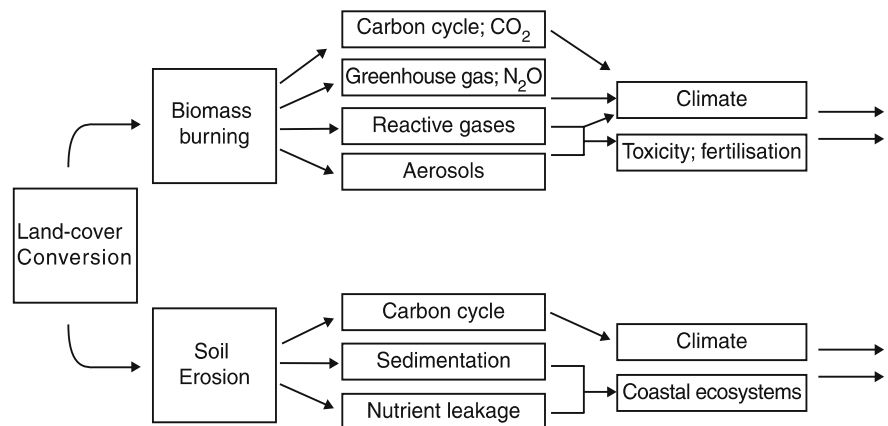 Carbon cycle; CO₂
Greenhouse gas; N₂O
Biomass
burning
Reactive gases
Aerosols
Climate
Toxicity; fertilisation
Land-cover
Conversion
Carbon cycle
Soil
Erosion
Sedimentation
Nutrient leakage
Climate
Coastal ecosystems